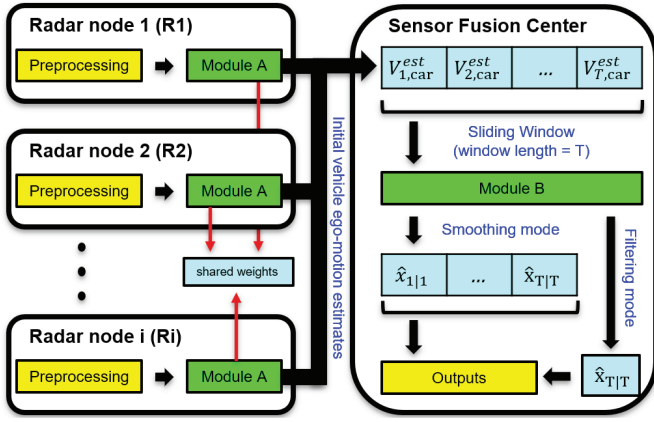 Radar node 1 (R1)
Preprocessing
Module A
Radar node 2 (R2)
Preprocessing
Module A
shared weights
Radar node i (Ri)
Preprocessing
Module A
Initial vehicle ego-motion estimates
Sensor Fusion Center
V^{est}_{1,car} V^{est}_{2,car} ... V^{est}_{T,car}
Sliding Window
(window length = T)
Module B
Smoothing mode
Filtering mode
x̂_{1|1} ... x̂_{T|T}
Outputs
x̂_{T|T}